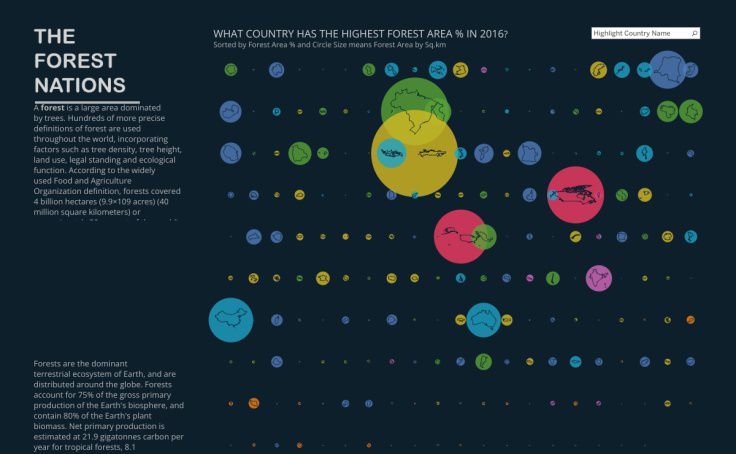 THE
FOREST
NATIONS
A forest is a large area dominated
by trees. Hundreds of more precise
definitions of forest are used
throughout the world, incorporating
factors such as tree density, tree height,
land use, legal standing and ecological
function. According to the widely
used Food and Agriculture
Organization definition, forests covered
4 billion hectares (9.9×109 acres) (40
million square kilometers) or
Forests are the dominant
terrestrial ecosystem of Earth, and are
distributed around the globe. Forests
account for 75% of the gross primary
production of the Earth's biosphere, and
contain 80% of the Earth's plant
biomass. Net primary production is
estimated at 21.9 gigatonnes carbon per
year for tropical forests, 8.1
WHAT COUNTRY HAS THE HIGHEST FOREST AREA % IN 2016?
Sorted by Forest Area % and Circle Size means Forest Area by Sq.km
Highlight Country Name